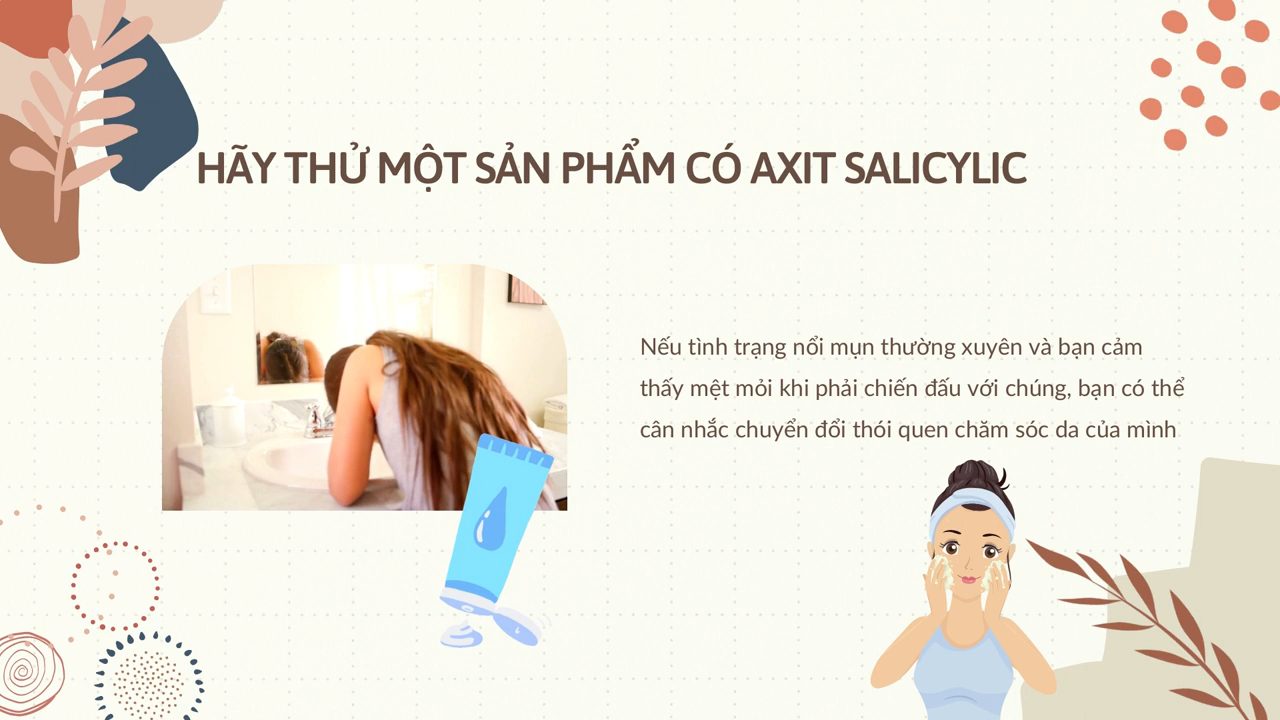 HÃY THỬ MỘT SẢN PHẨM CÓ AXIT SALICYLIC
Nếu tình trạng nổi mụn thường xuyên và bạn cảm
thấy mệt mỏi khi phải chiến đấu với chúng, bạn có thể
cân nhắc chuyển đổi thói quen chăm sóc da của mình